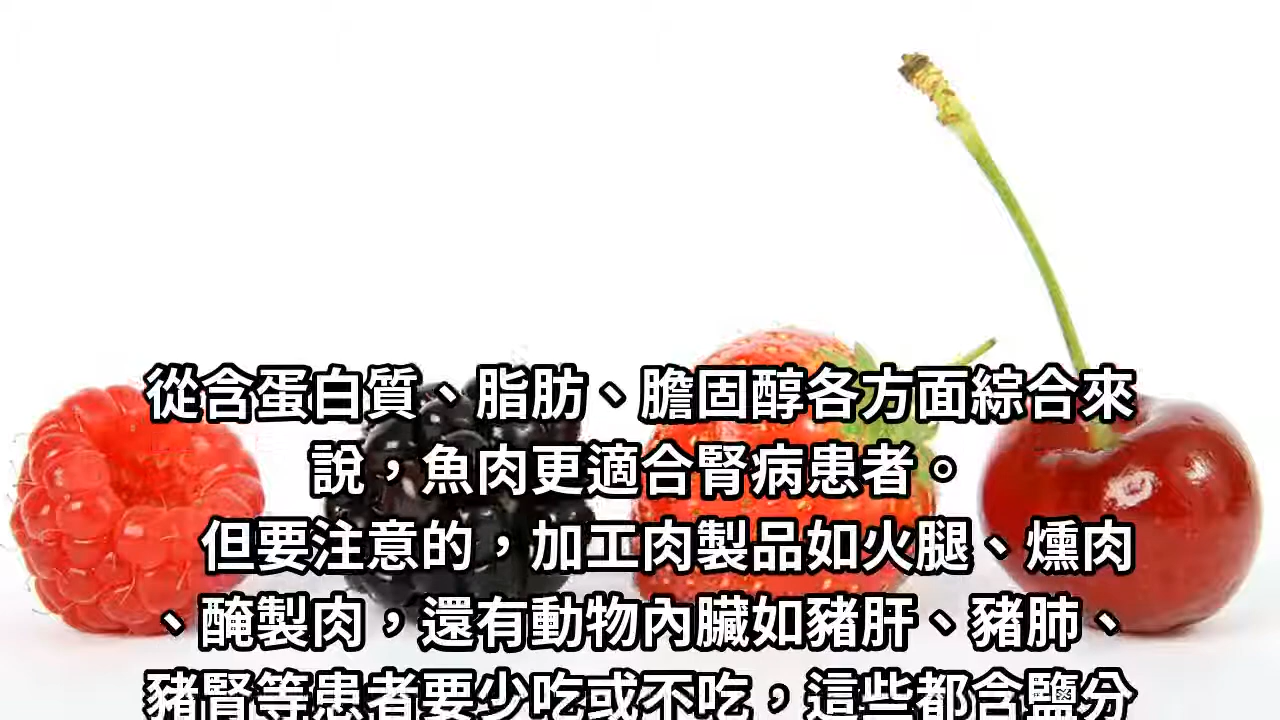 從含蛋白質、脂肪、膽固醇各方面綜合來
說，魚肉更適合腎病患者。
但要注意的，加工肉製品如火腿、燻肉
、醃製肉，還有動物內臟如豬肝、豬肺、
豬腎等患者要少吃或不吃，這些都含鹽分